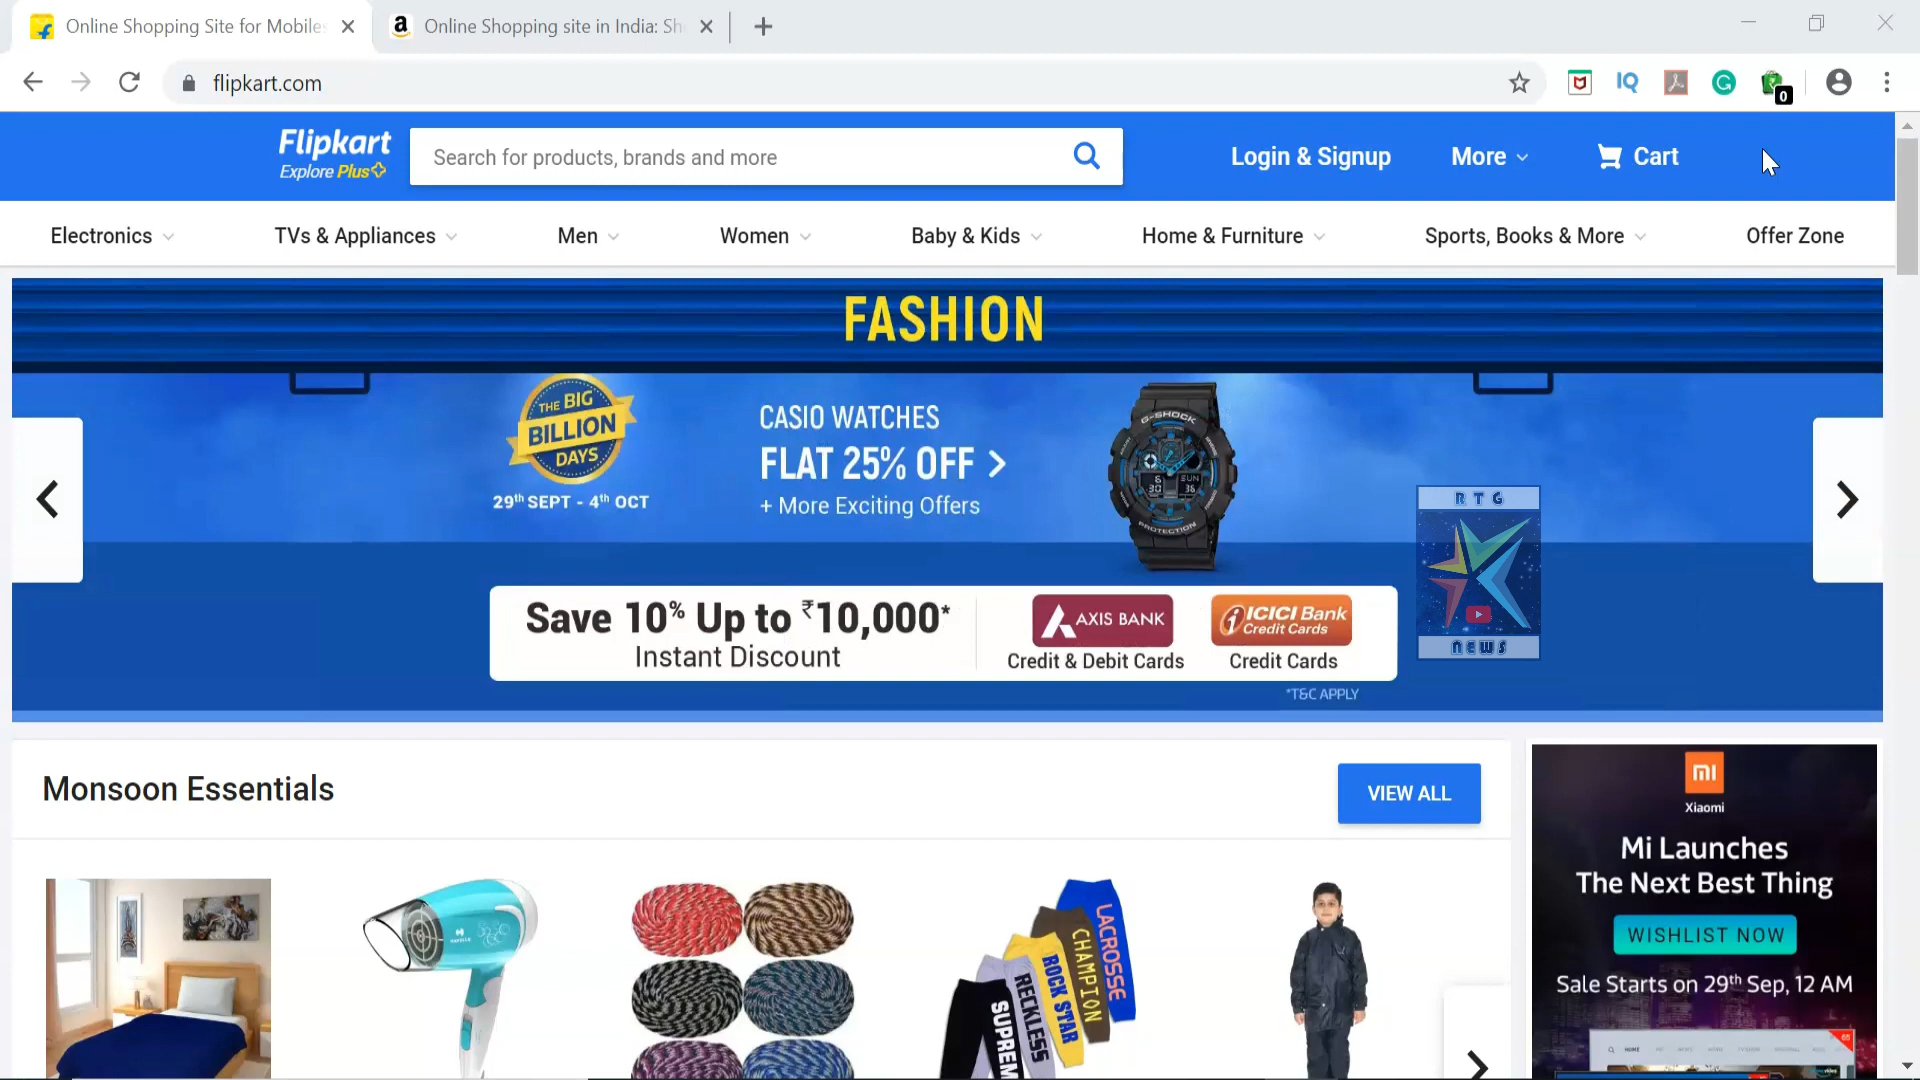 Online Shopping Site for Mobiles
Online Shopping site in India: Sh
flipkart.com
0
Flipkart
Explore Plus
Search for products, brands and more
Login & Signup
More
Cart
Electronics
TVs & Appliances
Men
Women
Baby & Kids
Home & Furniture
Sports, Books & More
Offer Zone
FASHION
THE BIG
BILLION
DAYS
29th SEPT - 4th OCT
CASIO WATCHES
FLAT 25% OFF
+ More Exciting Offers
G-SHOCK
PROTECTION
RTG
NEWS
Save 10% Up to ₹10,000*
Instant Discount
AXIS BANK
Credit & Debit Cards
ICICI Bank
Credit Cards
Credit Cards
*T&C APPLY
Monsoon Essentials
VIEW ALL
LACROSSE
CHAMPION
ROCK STAR
RECKLESS
SUPREM
mi
Xiaomi
Mi Launches
The Next Best Thing
WISHLIST NOW
Sale Starts on 29th Sep, 12 AM